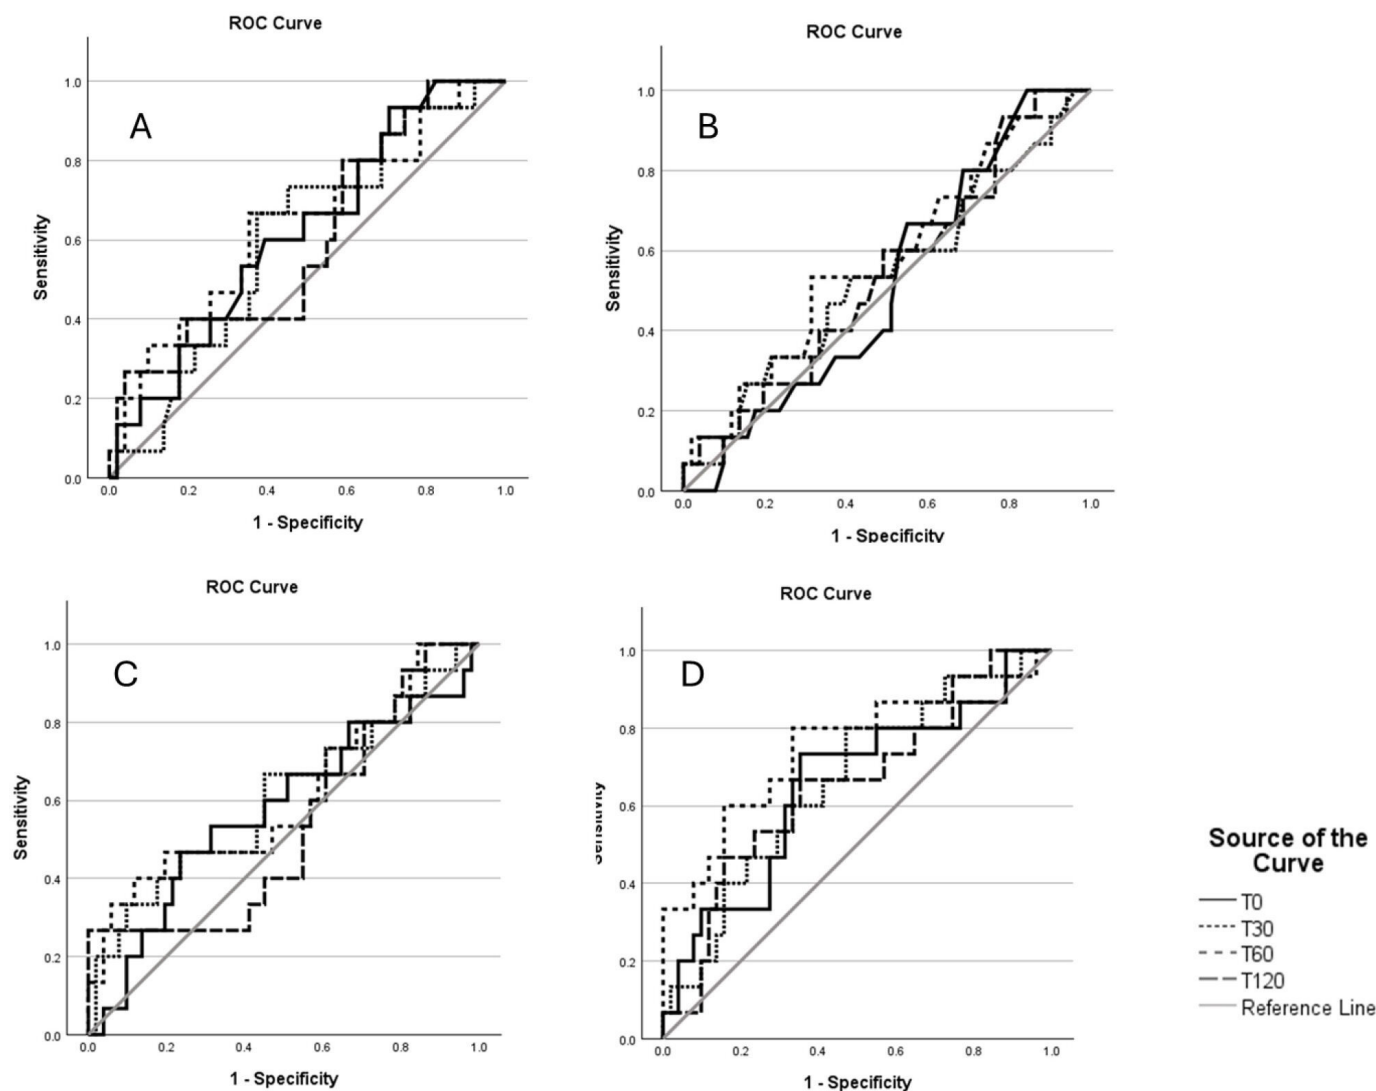 ROC Curve
A
1.0
0.8
0.6
0.4
0.2
0.0
Sensitivity
0.0 0.2 0.4 0.6 0.8 1.0
1 - Specificity
ROC Curve
B
1.0
0.8
0.6
0.4
0.2
0.0
Sensitivity
0.0 0.2 0.4 0.6 0.8 1.0
1 - Specificity
ROC Curve
C
1.0
0.8
0.6
0.4
0.2
0.0
Sensitivity
0.0 0.2 0.4 0.6 0.8 1.0
1 - Specificity
ROC Curve
D
1.0
0.8
0.6
0.4
0.2
0.0
Sensitivity
0.0 0.2 0.4 0.6 0.8 1.0
1 - Specificity
Source of the
Curve
T0
T30
T60
T120
Reference Line